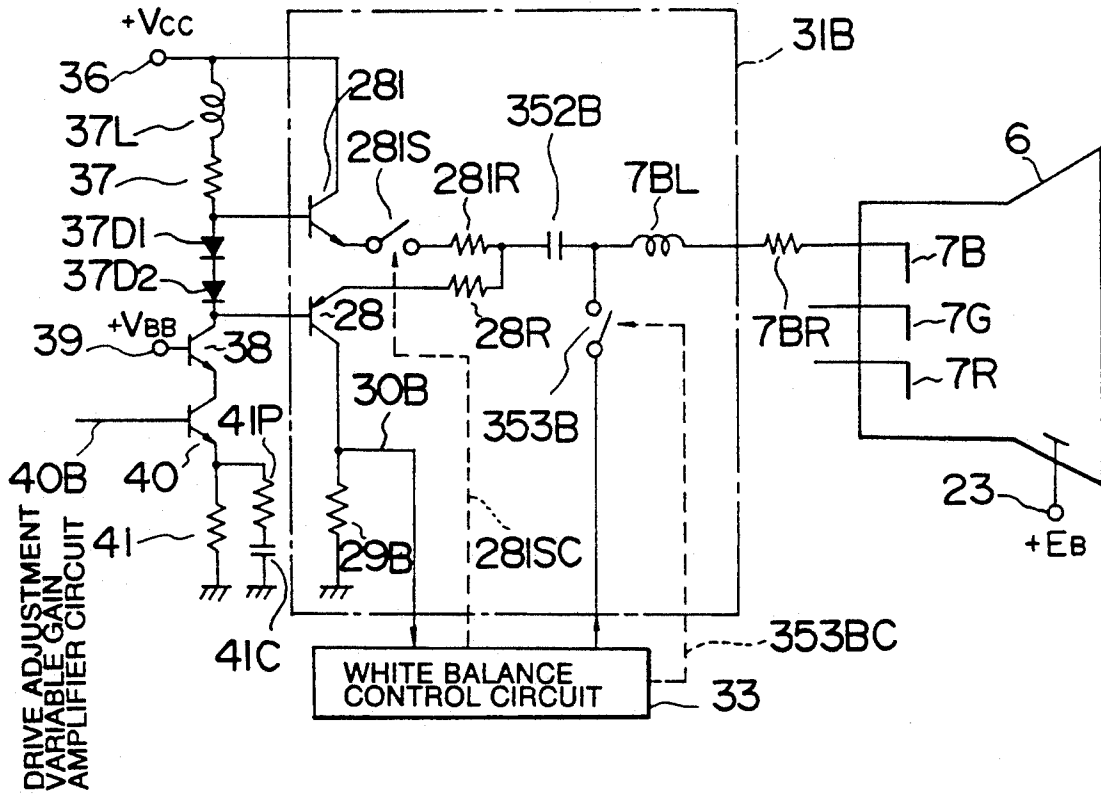 +VCC
36
37L
37
37D1
37D2
+VBB
39
38
40B
40
41
41P
41C
281
281S
281R
352B
7BL
31B
6
28
28R
30B
29B
281SC
353B
7BR
7B
7G
7R
23
+EB
353BC
33
WHITE BALANCE
CONTROL CIRCUIT
DRIVE ADJUSTMENT
VARIABLE GAIN
AMPLIFIER CIRCUIT